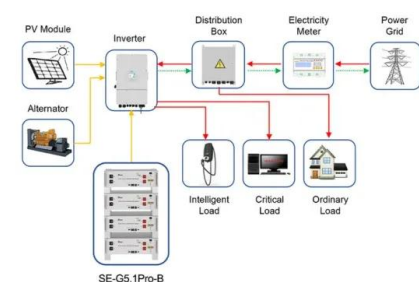 PV Module
Inverter
Distribution
Box
Electricity
Meter
Power
Grid
Alternator
Intelligent
Load
Critical
Load
Ordinary
Load
SE-G5.1Pro-B